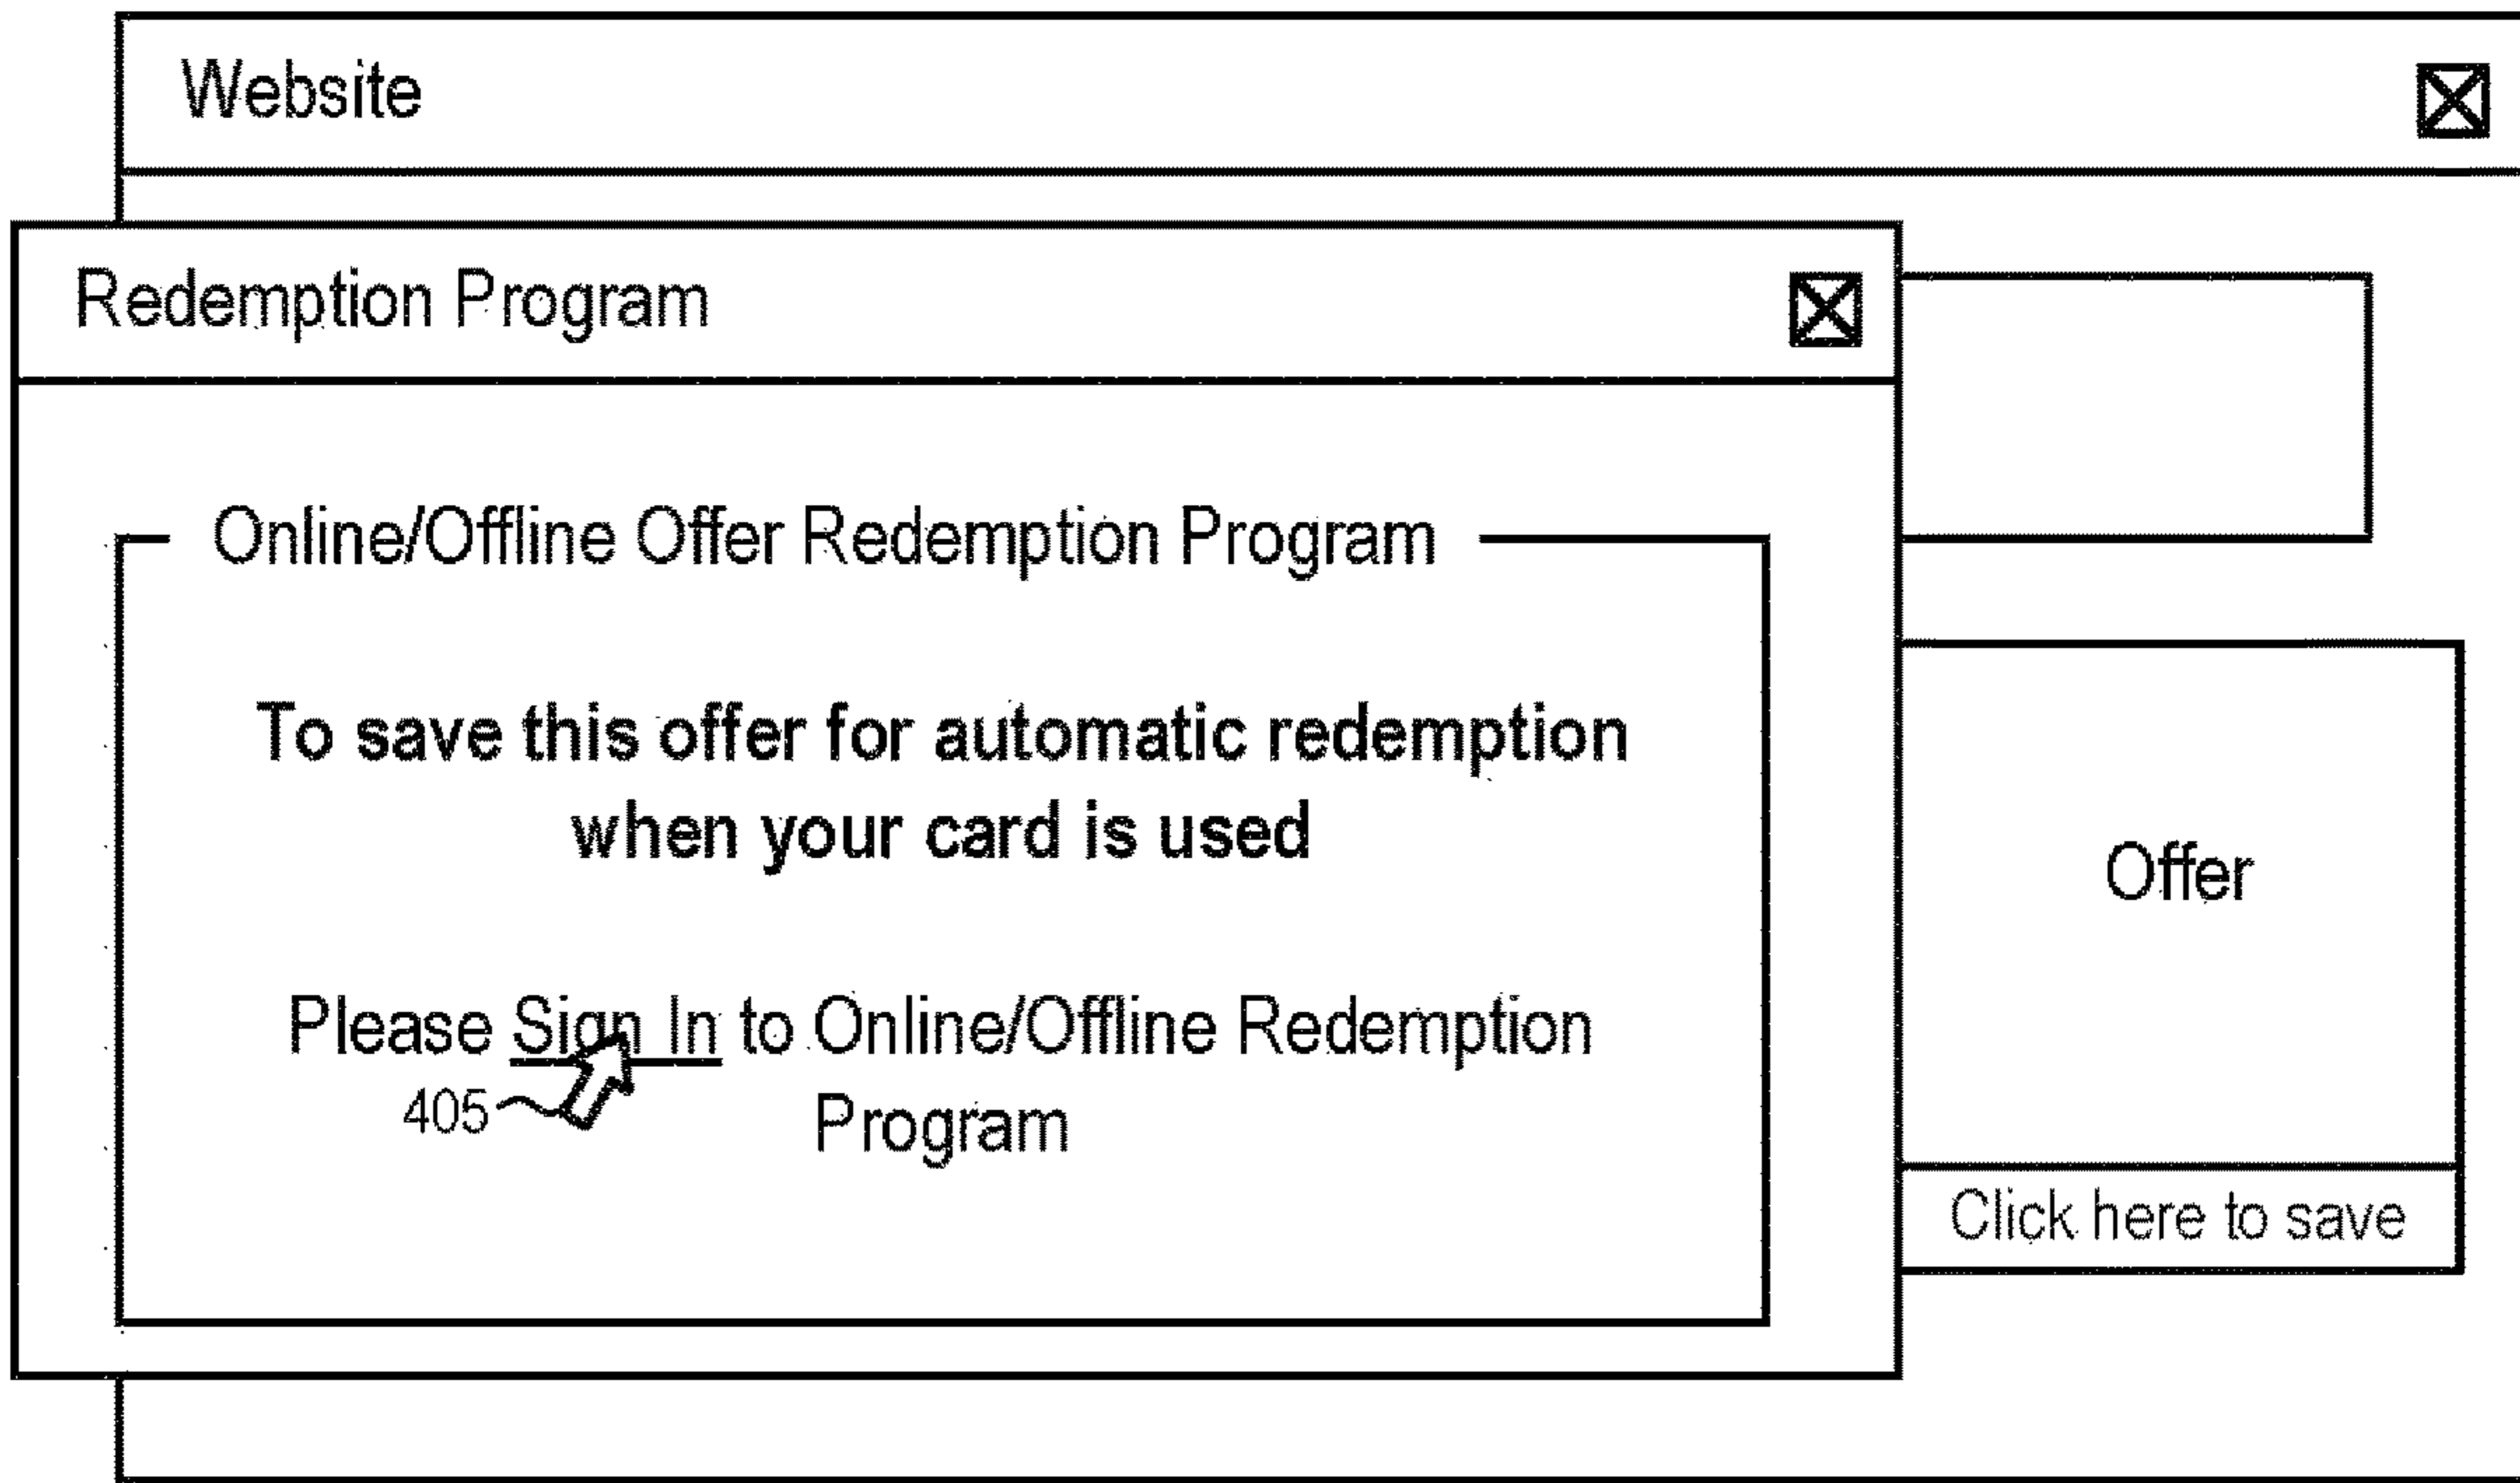 Website
Redemption Program
Online/Offline Offer Redemption Program
To save this offer for automatic redemption
when your card is used
Please Sign In to Online/Offline Redemption
405
Program
Offer
Click here to save